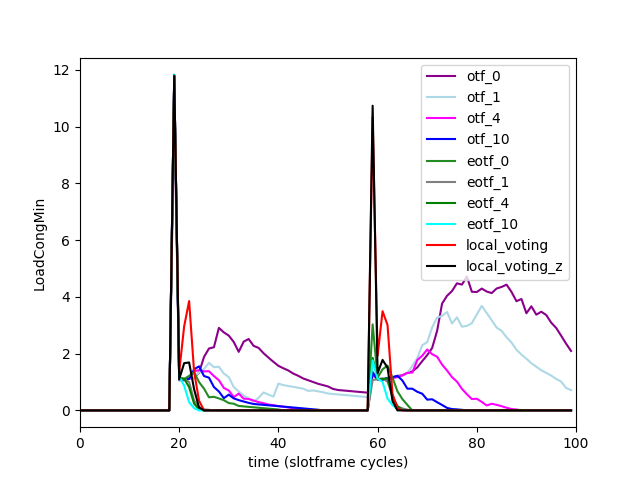 12
10
8
6
4
2
0
LoadCongMin
otf_0
otf_1
otf_4
otf_10
eotf_0
eotf_1
eotf_4
eotf_10
local_voting
local_voting_z
0 20 40 60 80 100
time (slotframe cycles)